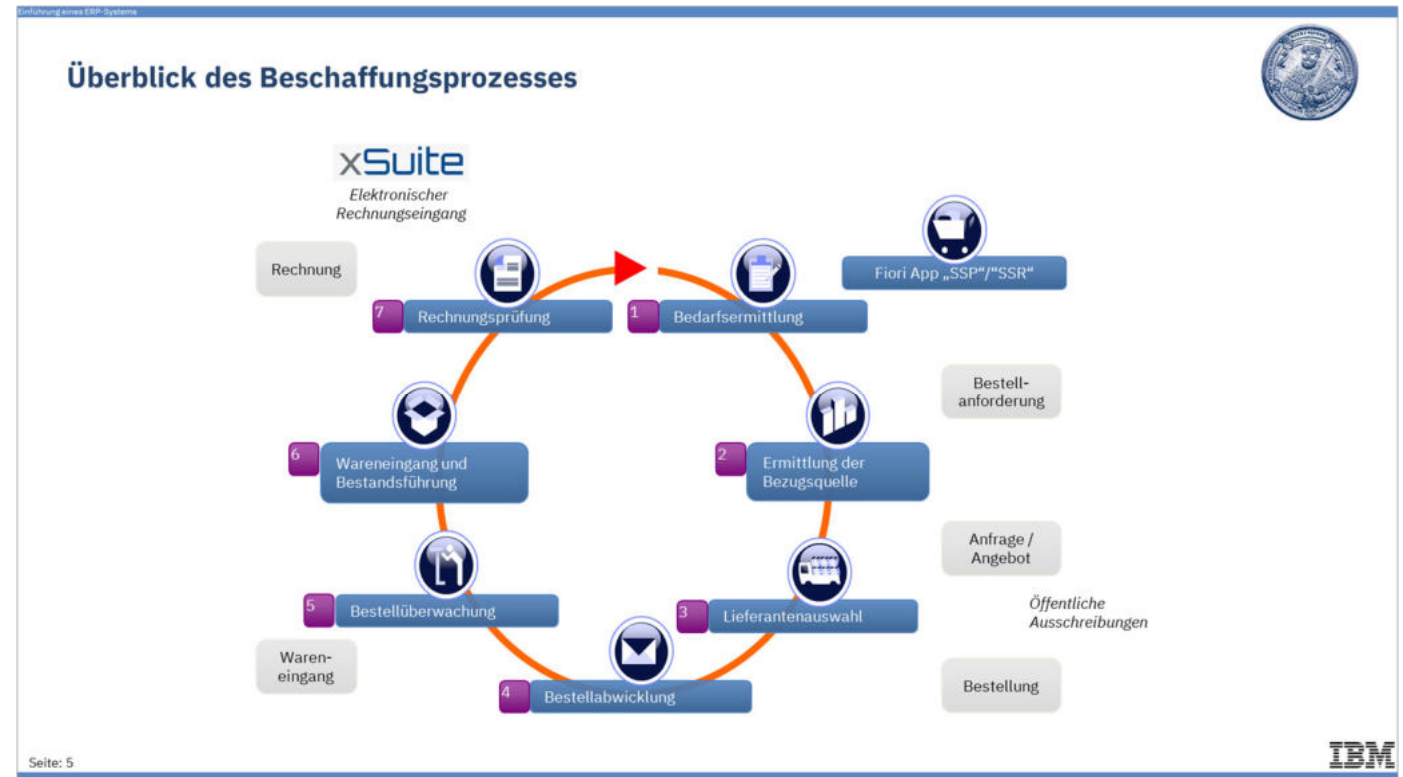 Einführung eines ERP-Systems
Überblick des Beschaffungsprozesses
xSuite
Elektronischer
Rechnungseingang
Rechnung
Fiori App „SSP“/“SSR“
7
Rechnungsprüfung
1
Bedarfsermittlung
Bestell-
anforderung
6
Wareneingang und
Bestandsführung
2
Ermittlung der
Bezugsquelle
Anfrage /
Angebot
5
Bestellüberwachung
3
Lieferantenauswahl
Öffentliche
Ausschreibungen
Waren-
eingang
4
Bestellabwicklung
Bestellung
Seite: 5
IBM